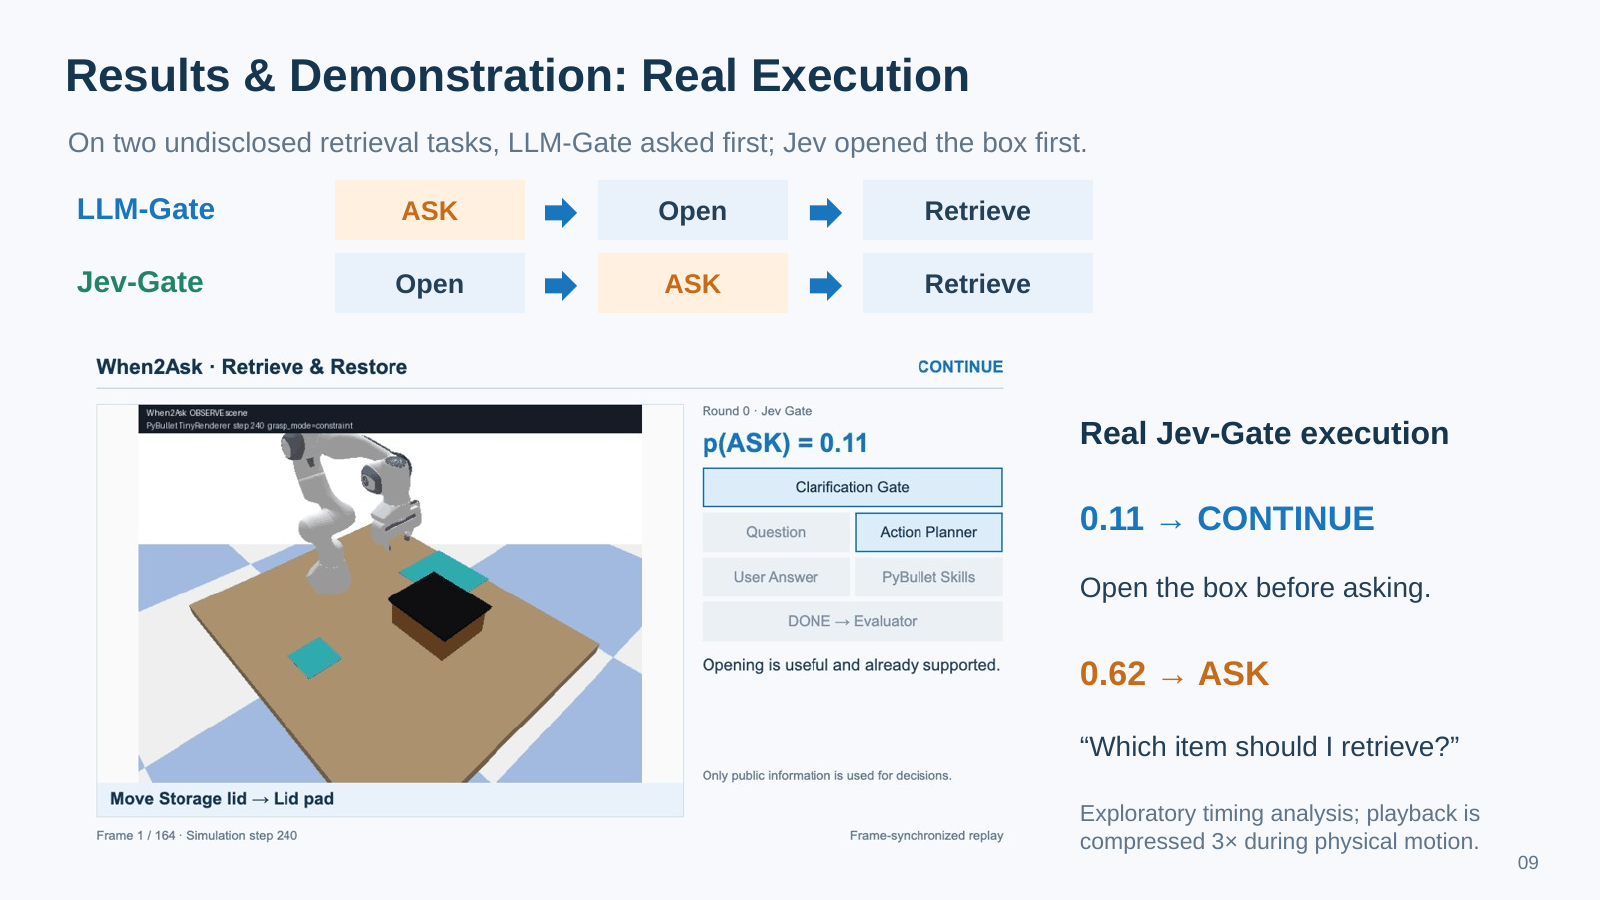 Results & Demonstration: Real Execution
On two undisclosed retrieval tasks, LLM-Gate asked first; Jev opened the box first.
LLM-Gate
ASK
Open
Retrieve
Jev-Gate
Open
ASK
Retrieve
When2Ask · Retrieve & Restore
CONTINUE
When2Ask OBSERVE scene
PyBullet TinyRenderer step 240 grasp_mode=constraint
Move Storage lid → Lid pad
Frame 1 / 164 · Simulation step 240
Round 0 · Jev Gate
p(ASK) = 0.11
Clarification Gate
Question
Action Planner
User Answer
PyBullet Skills
DONE → Evaluator
Opening is useful and already supported.
Only public information is used for decisions.
Frame-synchronized replay
Real Jev-Gate execution
0.11 → CONTINUE
Open the box before asking.
0.62 → ASK
“Which item should I retrieve?”
Exploratory timing analysis; playback is
compressed 3× during physical motion.
09